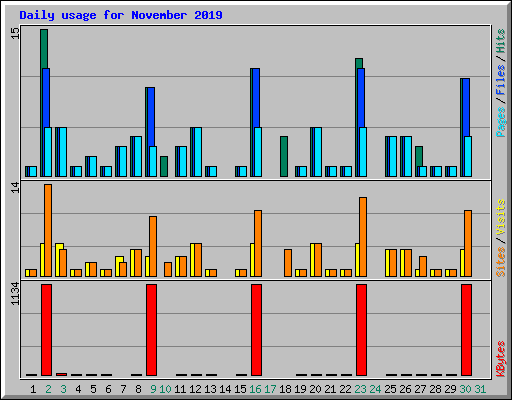 Daily usage for November 2019
15
Pages / Files / Hits
14
Sites / Visits
1134
KBytes
1 2 3 4 5 6 7 8 9 10 11 12 13 14 15 16 17 18 19 20 21 22 23 24 25 26 27 28 29 30 31